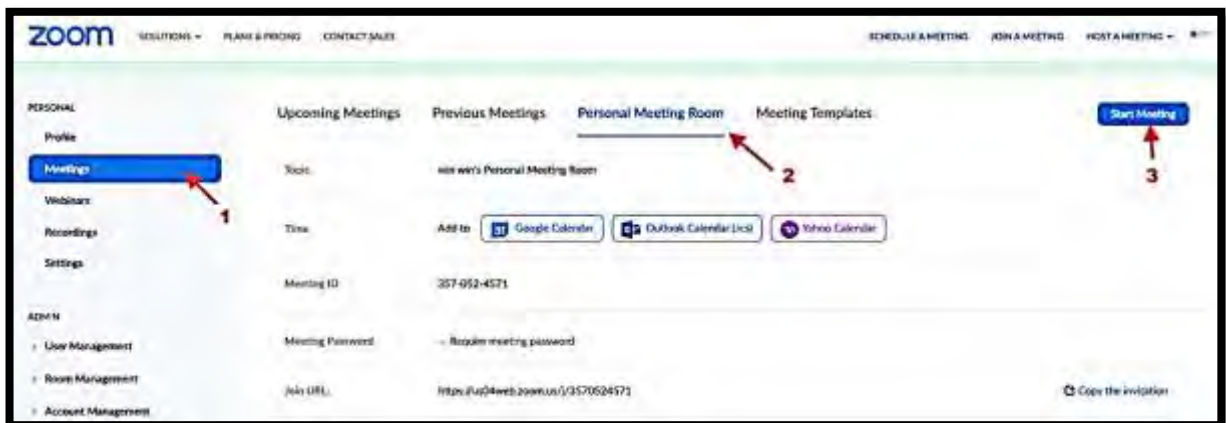 zoom SOLUTIONS PLANS & PRICING CONTACT SALES SCHEDULE A MEETING JOIN A MEETING HOST A MEETING
PERSONAL
Upcoming Meetings Previous Meetings Personal Meeting Room Meeting Templates Start Meeting
Profile
Meetings
Topic win win's Personal Meeting Room
1
2
3
Webinars
Recordings
Time Add to Google Calendar Outlook Calendar (.ics) Yahoo Calendar
Settings
Meeting ID 357-052-4571
ADMIN
User Management
Meeting Password Require meeting password
Room Management
Join URL: https://us04web.zoom.us/j/3570524571 Copy the invitation
Account Management